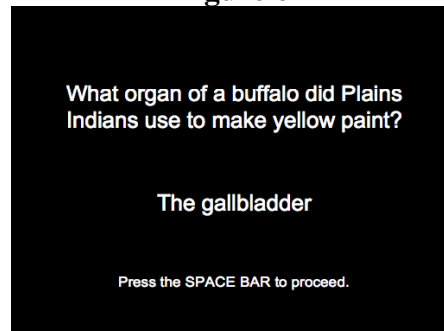 What organ of a buffalo did Plains
Indians use to make yellow paint?
The gallbladder
Press the SPACE BAR to proceed.